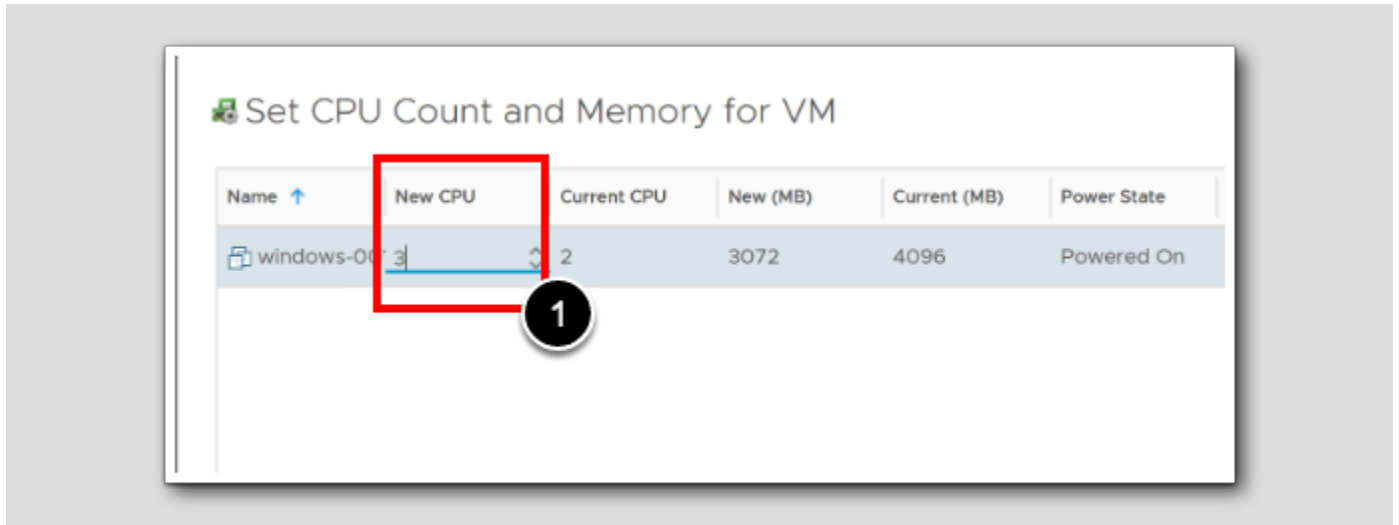 Set CPU Count and Memory for VM
Name ↑ New CPU Current CPU New (MB) Current (MB) Power State
3 2 3072 4096 Powered On
1